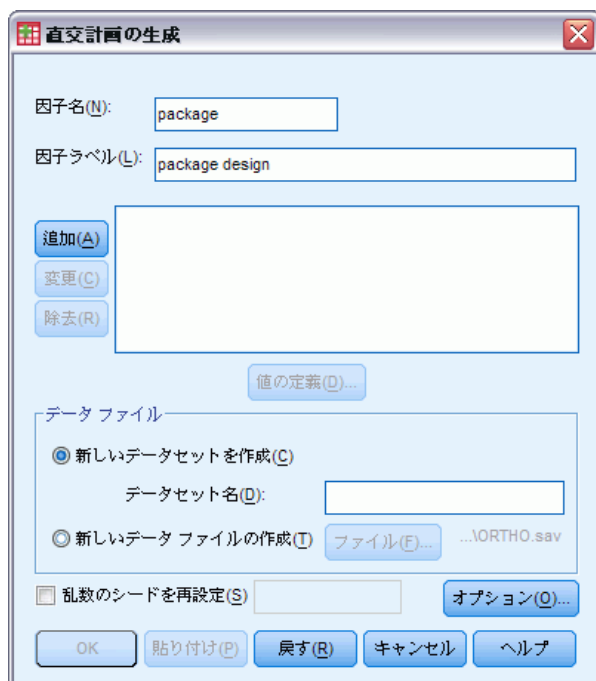 直交計画の生成
因子名(N):
package
因子ラベル(L):
package design
追加(A)
変更(C)
除去(R)
値の定義(D)...
データ ファイル
新しいデータセットを作成(C)
データセット名(D):
新しいデータ ファイルの作成(T) ファイル(F)... ...\ORTHO.sav
乱数のシードを再設定(S) オプション(O)...
OK 貼り付け(P) 戻す(R) キャンセル ヘルプ